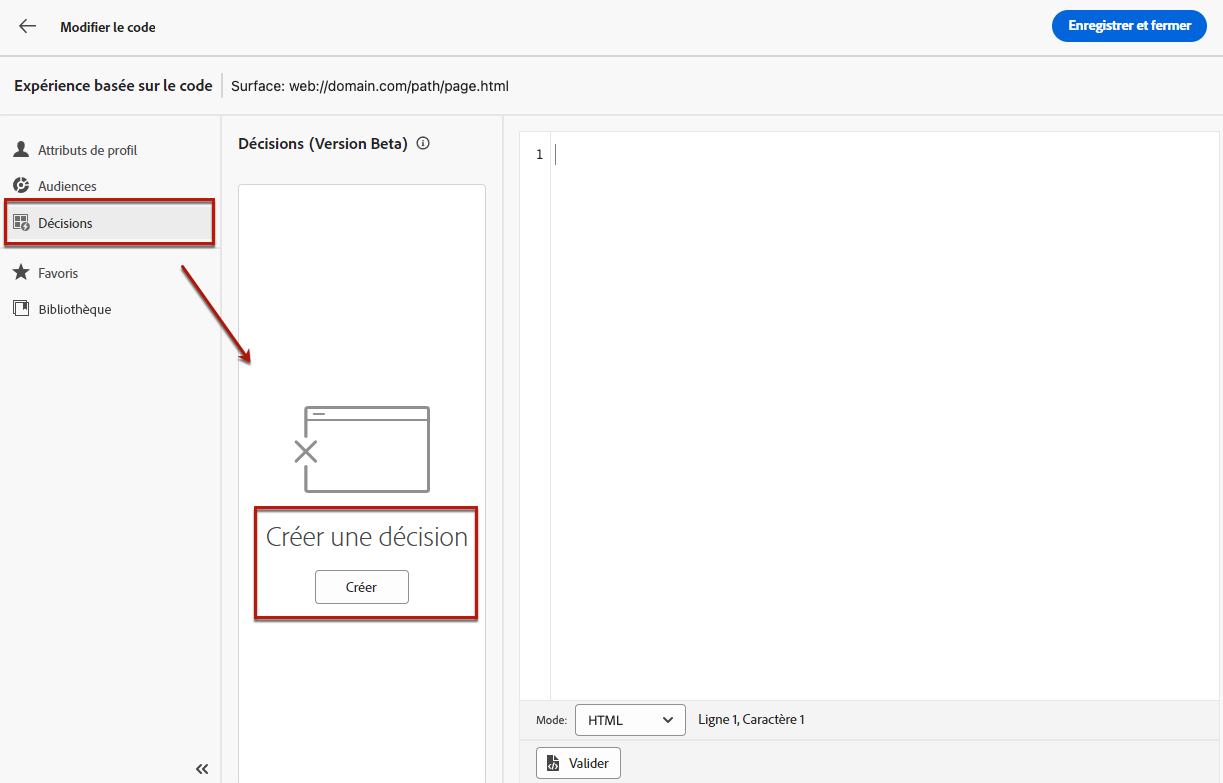 Modifier le code
Enregistrer et fermer
Expérience basée sur le code
Surface: web://domain.com/path/page.html
Attributs de profil
Audiences
Décisions
Favoris
Bibliothèque
Décisions (Version Beta)
Créer une décision
Créer
1
Mode: HTML Ligne 1, Caractère 1
Valider